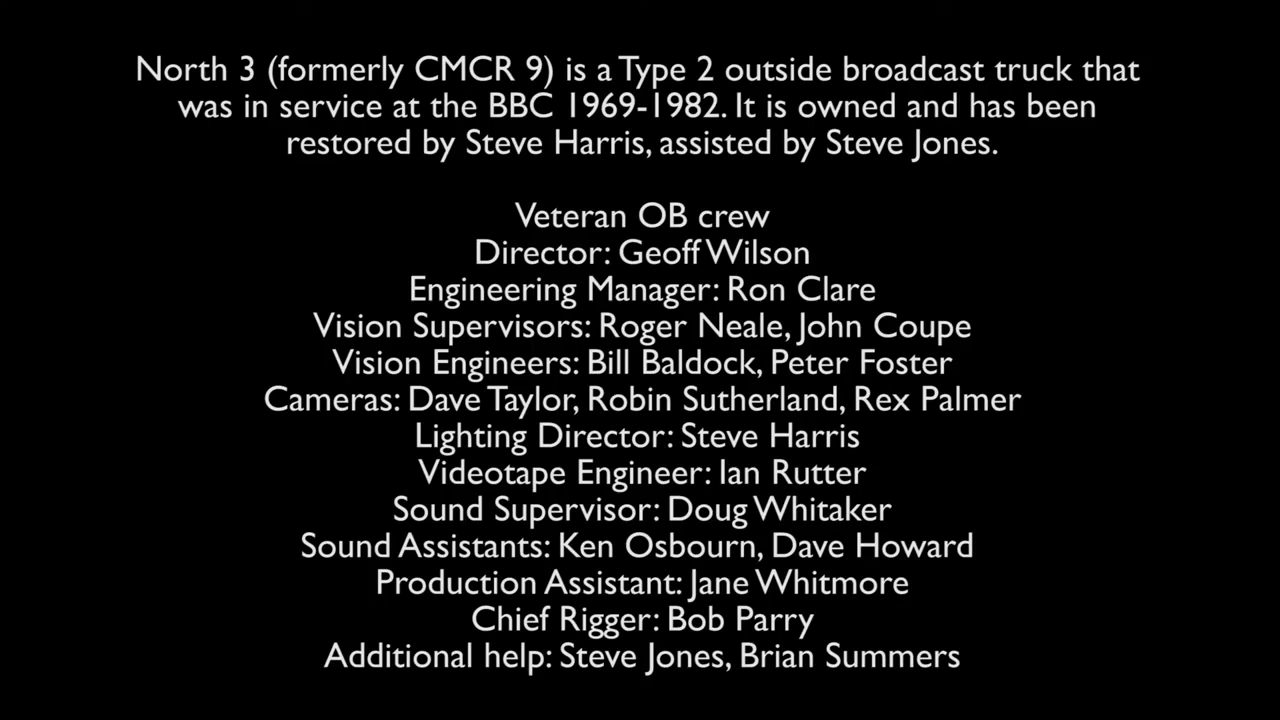 North 3 (formerly CMCR 9) is a Type 2 outside broadcast truck that
was in service at the BBC 1969-1982. It is owned and has been
restored by Steve Harris, assisted by Steve Jones.
Veteran OB crew
Director: Geoff Wilson
Engineering Manager: Ron Clare
Vision Supervisors: Roger Neale, John Coupe
Vision Engineers: Bill Baldock, Peter Foster
Cameras: Dave Taylor, Robin Sutherland, Rex Palmer
Lighting Director: Steve Harris
Videotape Engineer: Ian Rutter
Sound Supervisor: Doug Whitaker
Sound Assistants: Ken Osbourn, Dave Howard
Production Assistant: Jane Whitmore
Chief Rigger: Bob Parry
Additional help: Steve Jones, Brian Summers